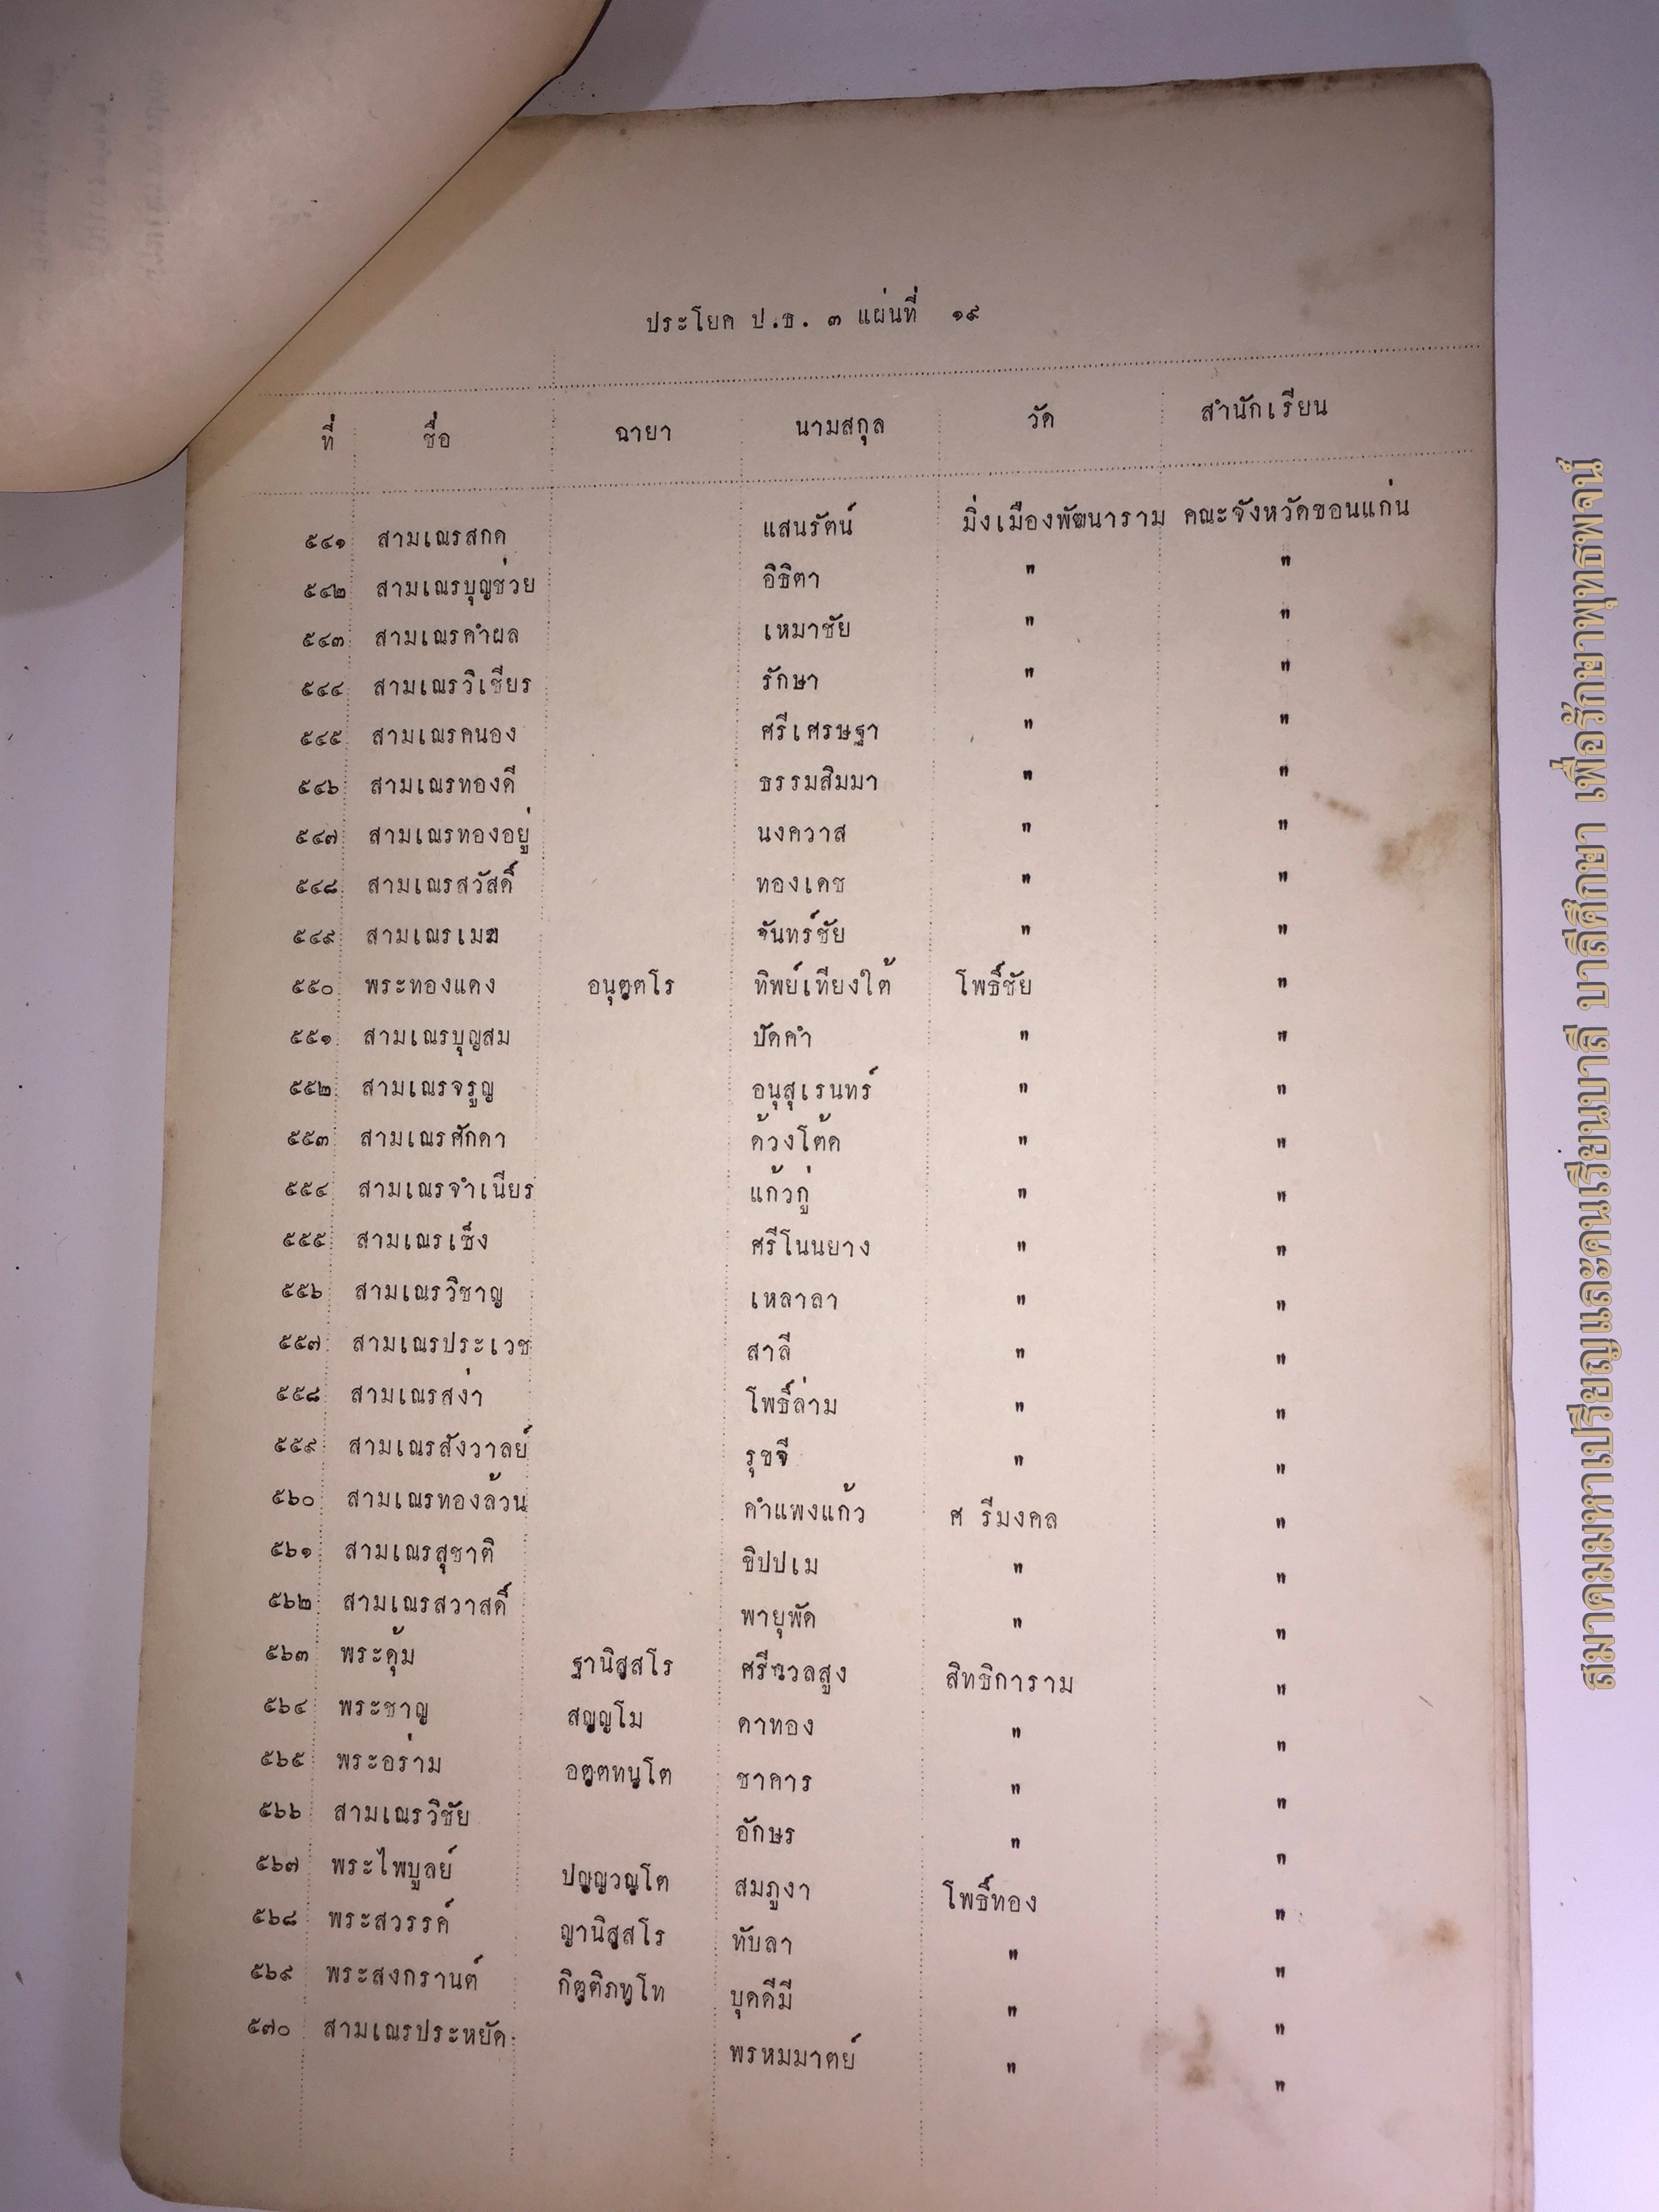 ประโยค ป.ธ. ๓ แผ่นที่ ๑๙
ที่ ชื่อ ฉายา นามสกุล วัด สำนักเรียน
๕๔๑ สามเณรสกด แสนรัตน์ มิ่งเมืองพัฒนาราม คณะจังหวัดขอนแก่น
๕๔๒ สามเณรบุญช่วย อิธิตา " "
๕๔๓ สามเณรคำผล เหมาชัย " "
๕๔๔ สามเณรวิเชียร รักษา " "
๕๔๕ สามเณรคนอง ศรีเศรษฐา " "
๕๔๖ สามเณรทองดี ธรรมสิมมา " "
๕๔๗ สามเณรทองอยู่ นงควาส " "
๕๔๘ สามเณรสวัสดิ์ ทองเดช " "
๕๔๙ สามเณรเมฆ จันทร์ชัย " "
๕๕๐ พระทองแดง อนุตฺตโร ทิพย์เทียงใต้ โพธิ์ชัย "
๕๕๑ สามเณรบุญสม ปัดคำ " "
๕๕๒ สามเณรจรูญ อนุสุเรนทร์ " "
๕๕๓ สามเณรศักดา ด้วงโต้ด " "
๕๕๔ สามเณรจำเนียร แก้วกู่ " "
๕๕๕ สามเณรเช็ง ศรีโนนยาง " "
๕๕๖ สามเณรวิชาญ เหลาลา " "
๕๕๗ สามเณรประเวช สาลี " "
๕๕๘ สามเณรสง่า โพธิ์ล่าม " "
๕๕๙ สามเณรสังวาลย์ รุขจี " "
๕๖๐ สามเณรทองล้วน คำแพงแก้ว ศ รีมงคล "
๕๖๑ สามเณรสุชาติ ขิปปเม " "
๕๖๒ สามเณรสวาสดิ์ พายุพัด " "
๕๖๓ พระคุ้ม ฐานิสฺสโร ศรีนวลสูง สิทธิการาม "
๕๖๔ พระชาญ สญฺญโม ดาทอง " "
๕๖๕ พระอร่าม อตฺตทนฺโต ชาดาร " "
๕๖๖ สามเณรวิชัย อักษร " "
๕๖๗ พระไพบูลย์ ปญฺญวฺญโต สมภูงา โพธิ์ทอง "
๕๖๘ พระสวรรค์ ญานิสฺสโร ทับลา " "
๕๖๙ พระสงกรานต์ กิตฺติภทฺโท บุคดีมี " "
๕๗๐ สามเณรประหยัด พรหมมาตย์ " "
สมาคมมหาเปรียญและคนเรียนบาลี บาลีศึกษา เพื่อรักษาพุทธพจน์